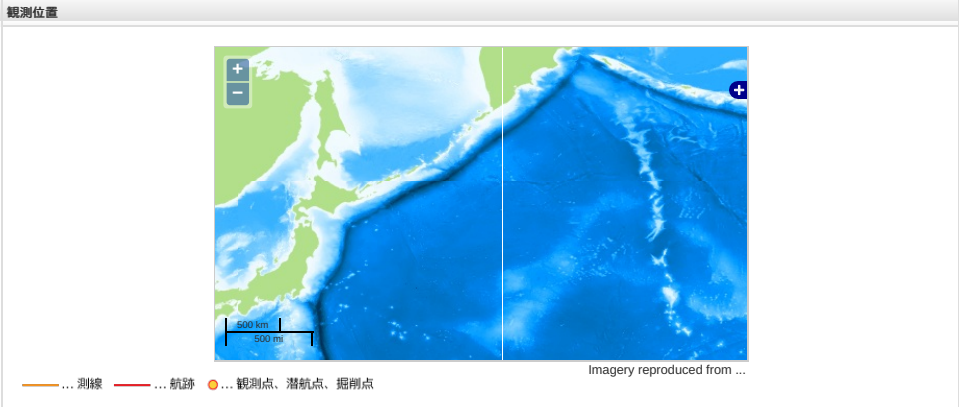 観測位置
+
−
+
500 km
500 mi
Imagery reproduced from ...
... 測線 ... 航跡 ... 観測点、潜航点、掘削点